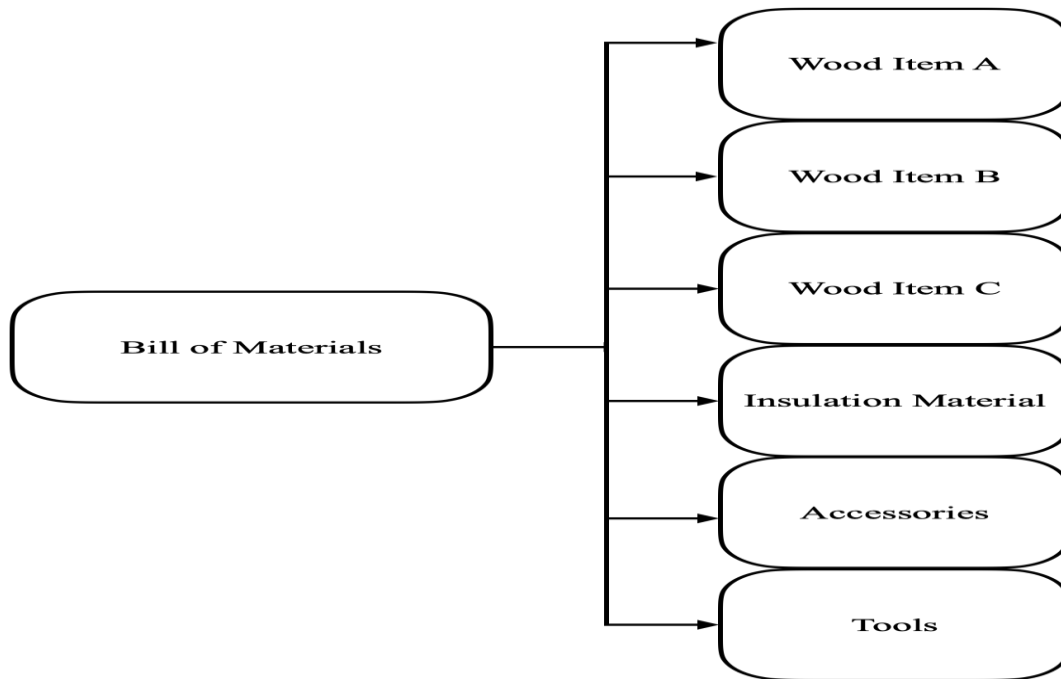 Wood Item A
Wood Item B
Wood Item C
Bill of Materials
Insulation Material
Accessories
Tools